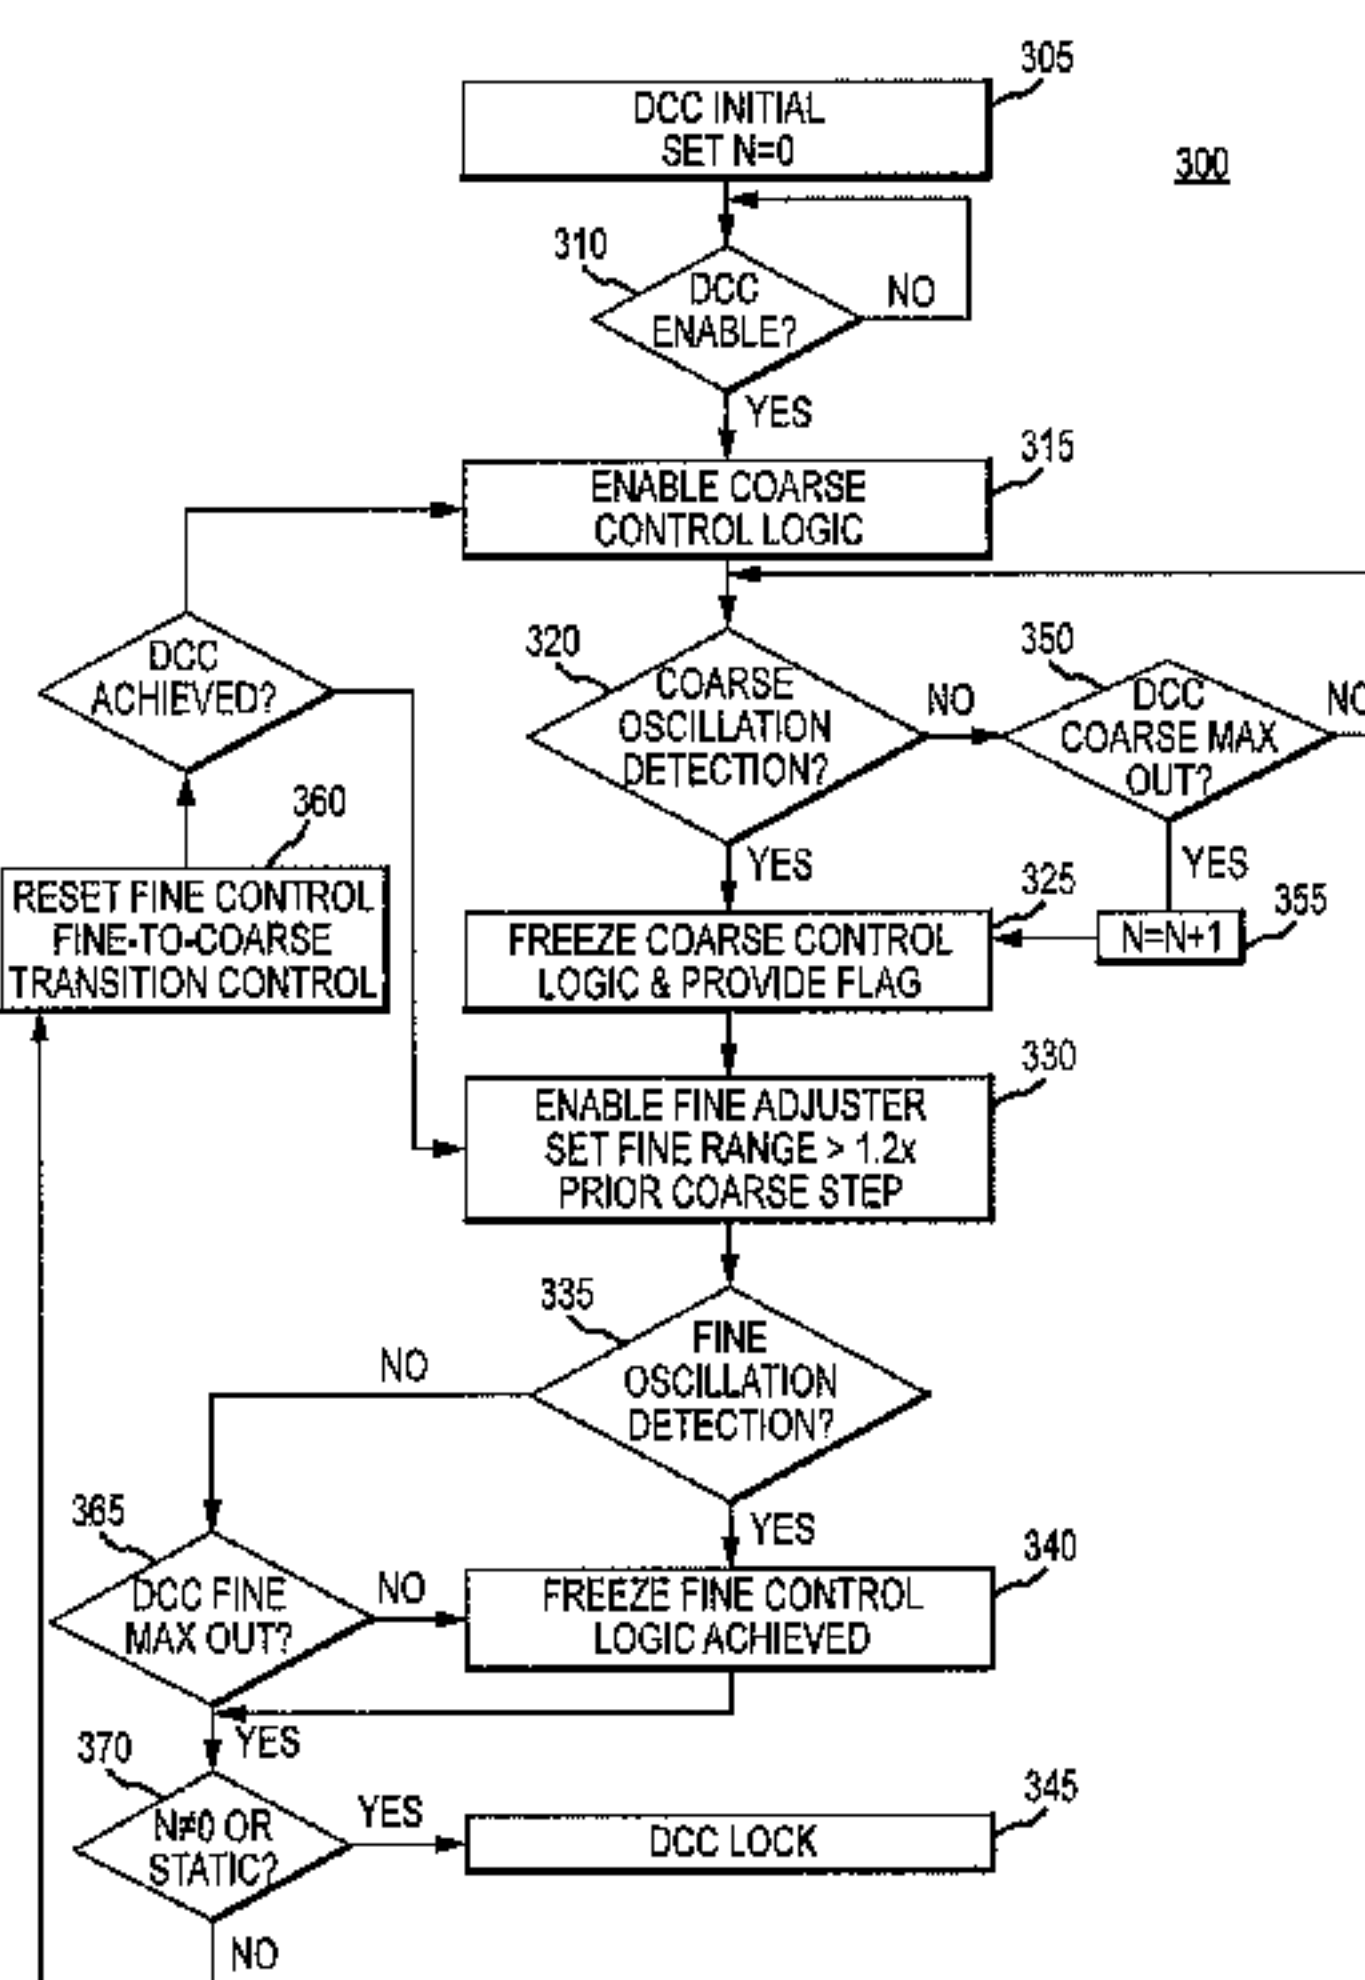 305
DCC INITIAL
SET N=0
300
310
DCC
ENABLE?
NO
YES
315
ENABLE COARSE
CONTROL LOGIC
DCC
ACHIEVED?
320
COARSE
OSCILLATION
DETECTION?
NO
350
DCC
COARSE MAX
OUT?
NO
YES
YES
360
RESET FINE CONTROL
FINE-TO-COARSE
TRANSITION CONTROL
325
FREEZE COARSE CONTROL
LOGIC & PROVIDE FLAG
N=N+1
355
330
ENABLE FINE ADJUSTER
SET FINE RANGE > 1.2x
PRIOR COARSE STEP
335
FINE
OSCILLATION
DETECTION?
NO
YES
365
DCC FINE
MAX OUT?
NO
340
FREEZE FINE CONTROL
LOGIC ACHIEVED
YES
370
N≠0 OR
STATIC?
YES
345
DCC LOCK
NO